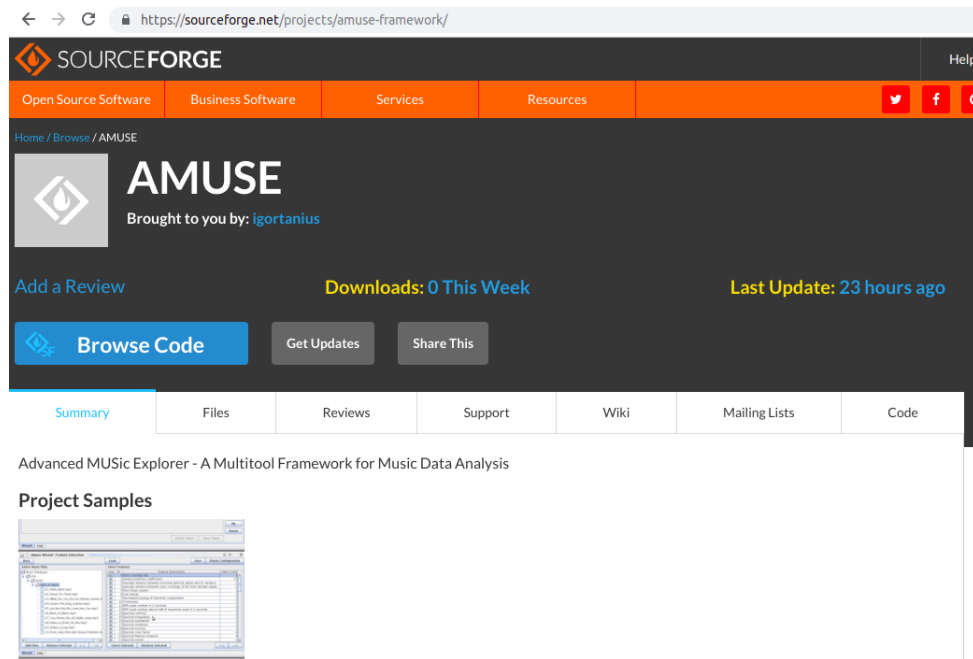 https://sourceforge.net/projects/amuse-framework/
SOURCEFORGE
Help
Open Source Software Business Software Services Resources
Home / Browse / AMUSE
AMUSE
Brought to you by: igortanius
Add a Review Downloads: 0 This Week Last Update: 23 hours ago
SF Browse Code Get Updates Share This
Summary Files Reviews Support Wiki Mailing Lists Code
Advanced MUSic Explorer - A Multitool Framework for Music Data Analysis
Project Samples